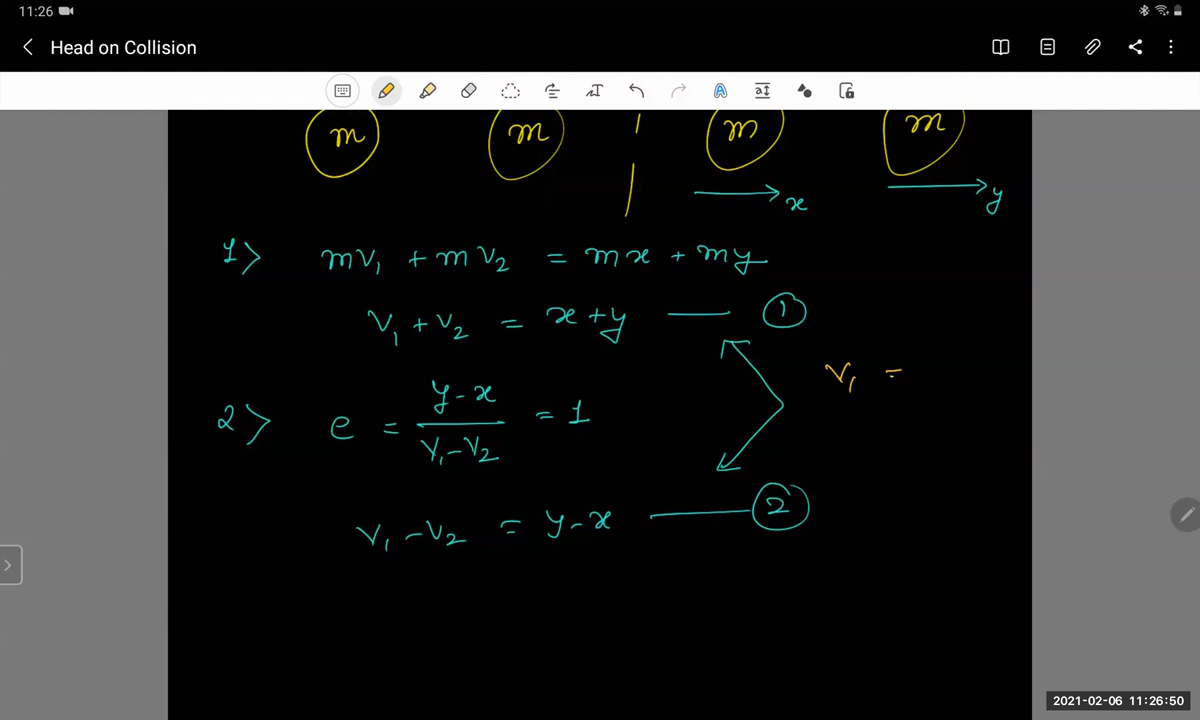 11:26
Head on Collision
m m m m
x y
1> mv₁ + mv₂ = mx + my
v₁ + v₂ = x + y —— ①
v₁ =
2> e = (y - x)/(v₁ - v₂) = 1
v₁ - v₂ = y - x —— ②
2021-02-06 11:26:50